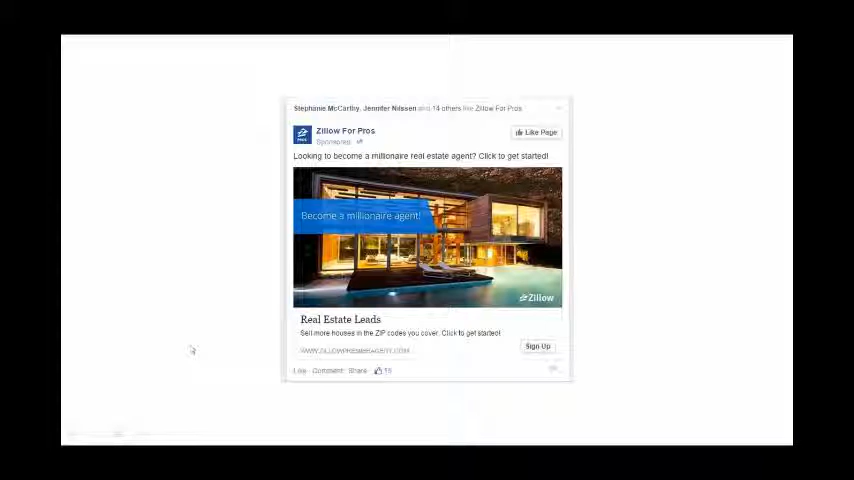 Stephanie McCarthy, Jennifer Nilssen and 14 others like Zillow For Pros
Zillow For Pros
Like Page
Sponsored
Looking to become a millionaire real estate agent? Click to get started!
Become a millionaire agent!
Zillow
Real Estate Leads
Sell more houses in the ZIP codes you cover. Click to get started!
WWW.ZILLOWPREMIERAGENT.COM
Sign Up
Like · Comment · Share · 15